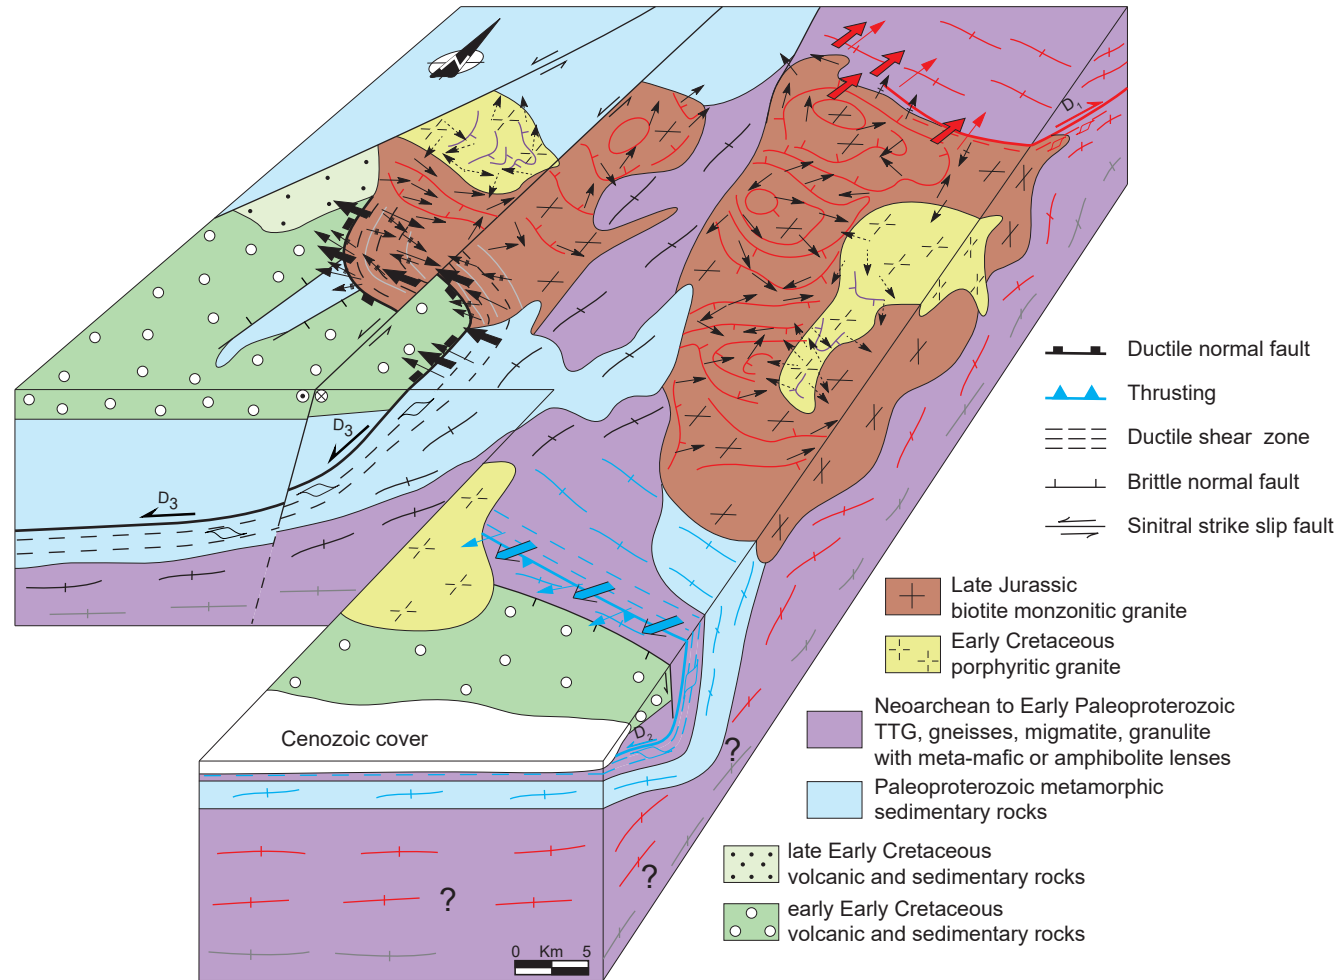 D1
D3
D3
Ductile normal fault
Thrusting
Ductile shear zone
Brittle normal fault
Sinitral strike slip fault
Late Jurassic
biotite monzonitic granite
Early Cretaceous
porphyritic granite
Neoarchean to Early Paleoproterozoic
TTG, gneisses, migmatite, granulite
with meta-mafic or amphibolite lenses
Cenozoic cover
D2
?
Paleoproterozoic metamorphic
sedimentary rocks
late Early Cretaceous
volcanic and sedimentary rocks
?
?
early Early Cretaceous
volcanic and sedimentary rocks
0 Km 5